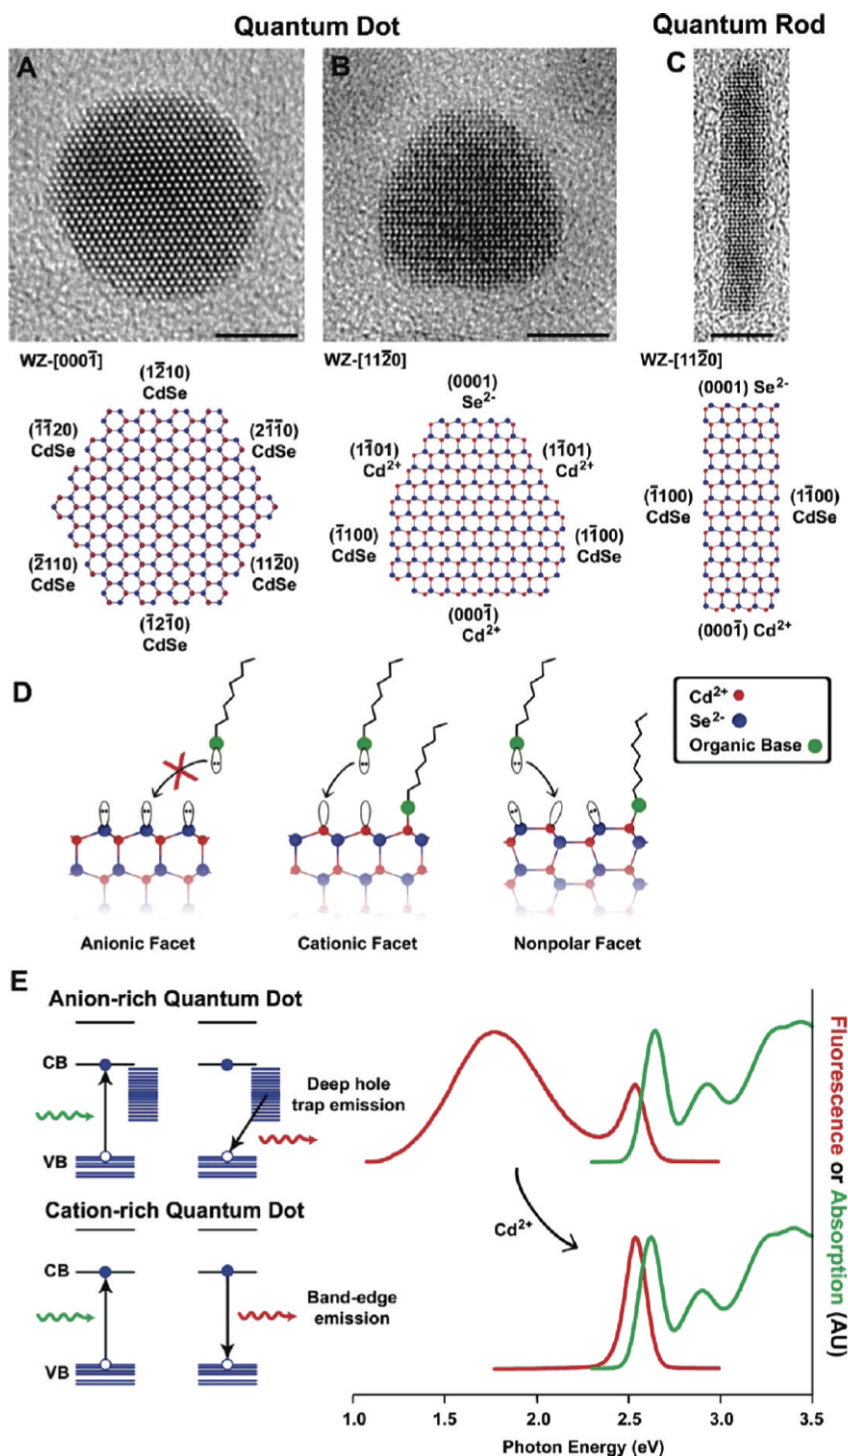 Quantum Dot
Quantum Rod
A
B
C
WZ-[0001̅]
WZ-[112̅0]
WZ-[112̅0]
(12̅10)
CdSe
(1̅1̅20)
CdSe
(21̅1̅0)
CdSe
(2̅110)
CdSe
(112̅0)
CdSe
(1̅21̅0)
CdSe
(0001)
Se²⁻
(11̅01)
Cd²⁺
(11̅01)
Cd²⁺
(1̅100)
CdSe
(11̅00)
CdSe
(0001̅)
Cd²⁺
(0001) Se²⁻
(1̅100)
CdSe
(11̅00)
CdSe
(0001̅) Cd²⁺
D
Cd²⁺
Se²⁻
Organic Base
Anionic Facet
Cationic Facet
Nonpolar Facet
E
Anion-rich Quantum Dot
CB
VB
Deep hole
trap emission
Cation-rich Quantum Dot
CB
VB
Band-edge
emission
Cd²⁺
Fluorescence or Absorption (AU)
1.0 1.5 2.0 2.5 3.0 3.5
Photon Energy (eV)